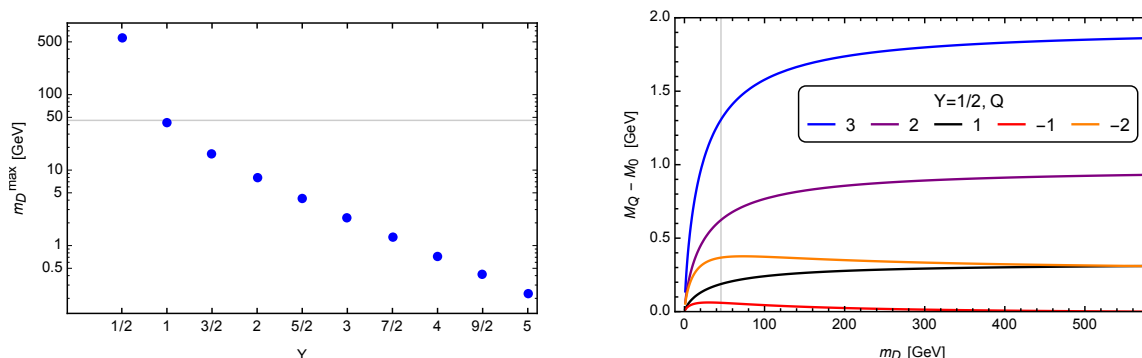 500
100
50
10
5
1
0.5
m_D^max [GeV]
1/2 1 3/2 2 5/2 3 7/2 4 9/2 5
Y
2.0
1.5
1.0
0.5
0.0
M_Q - M_0 [GeV]
Y=1/2, Q
3 2 1 -1 -2
0 100 200 300 400 500
m_D [GeV]